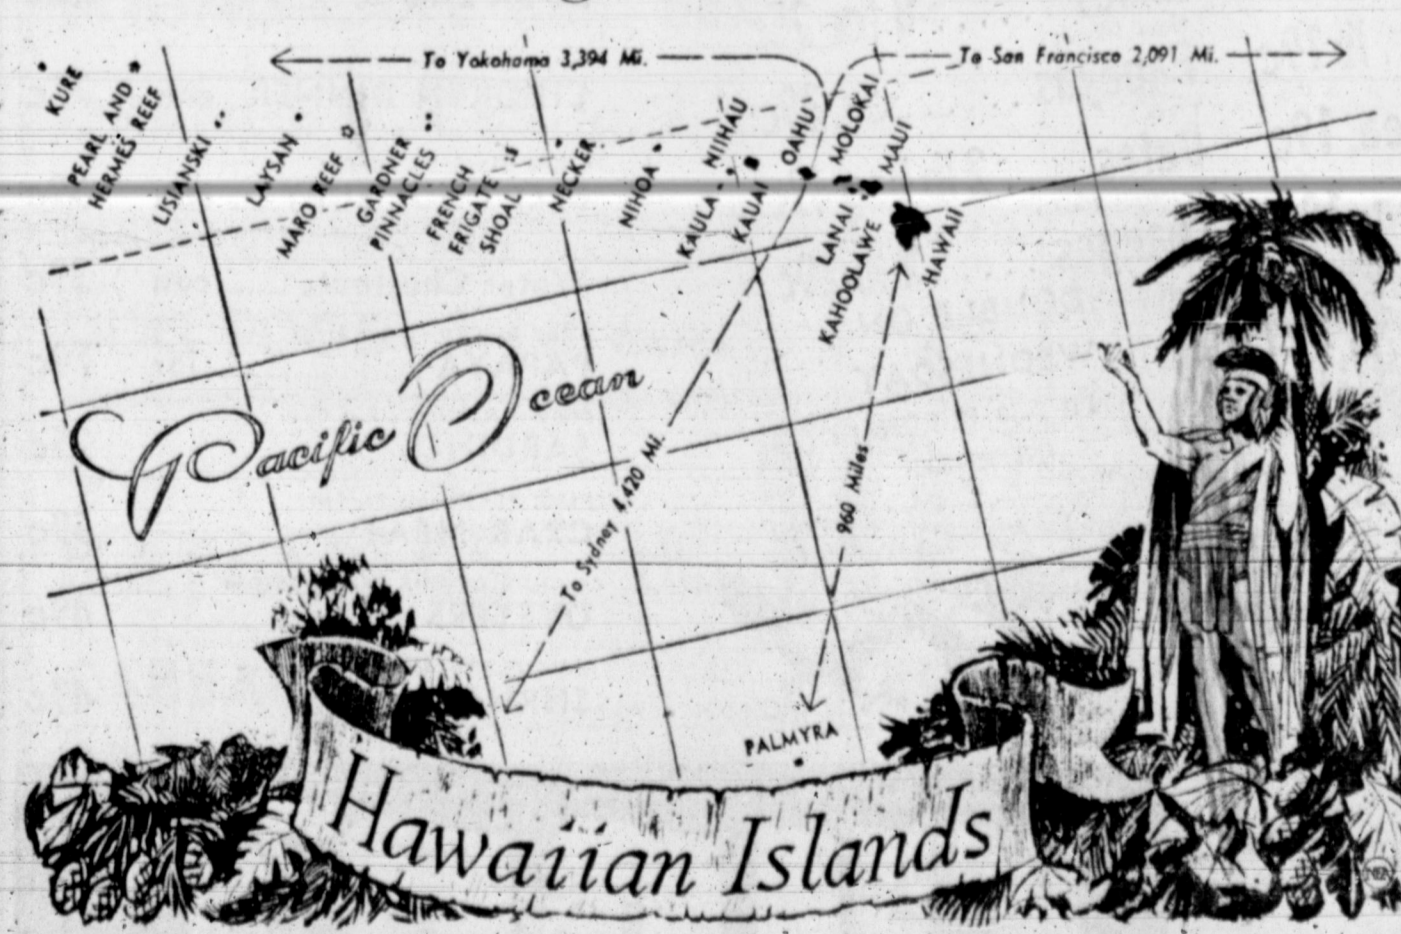 To Yokohama 3,394 Mi.
To San Francisco 2,091 Mi.
KURE
PEARL AND
HERMES REEF
LISIANSKI
LAYSAN
MARO REEF
GARDNER
PINNACLES
FRENCH
FRIGATE
SHOAL
NECKER
NIHOA
NIIHAU
KAULA
KAUAI
OAHU
MOLOKAI
MAUI
LANAI
KAHOOLAWE
HAWAII
Pacific Ocean
To Sydney 4,420 Mi.
960 Miles
PALMYRA
Hawaiian Islands